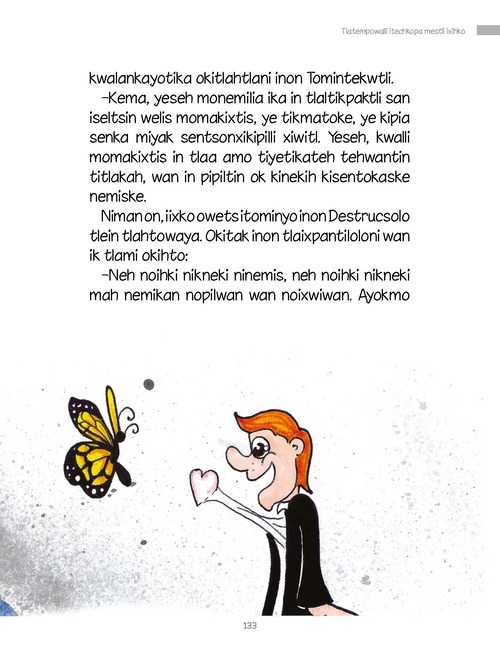 Tlatempowalli itechkopa mestli ixihko
kwalankayotika okitlahtlani inon Tomintekwtli.
–Kema, yeseh monemilia ika in tlaltikpaktli san
iseltsin welis momakixtis, ye tikmatoke, ye kipia
senka miyak sentsonxikipilli xiwitl. Yeseh, kwalli
momakixtis in tlaa amo tiyetikateh tehwantin
titlakah, wan in pipiltin ok kinekih kisentokaske
nemiske.
Niman on, iixko owets itominyo inon Destrucsolo
tlein tlahtowaya. Okitak inon tlaixpantiloloni wan
ik tlami okihto:
–Neh noihki nikneki ninemis, neh noihki nikneki
mah nemikan nopilwan wan noixwiwan. Ayokmo
133